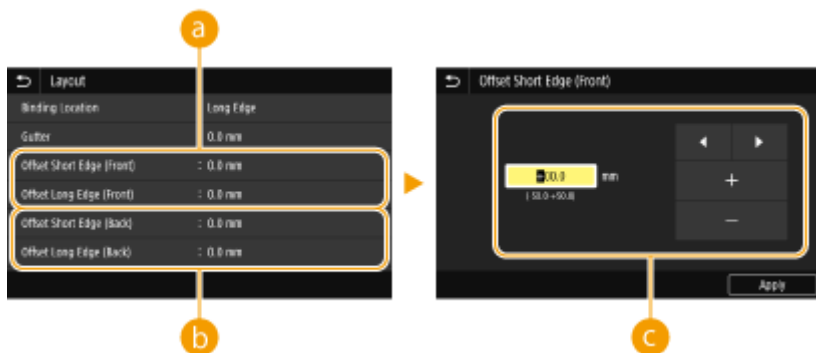 a
Layout
Binding Location
Long Edge
Gutter
0.0 mm
Offset Short Edge (Front)
: 0.0 mm
Offset Long Edge (Front)
: 0.0 mm
Offset Short Edge (Back)
: 0.0 mm
Offset Long Edge (Back)
: 0.0 mm
b
Offset Short Edge (Front)
00.0 mm
+
−
Apply
c